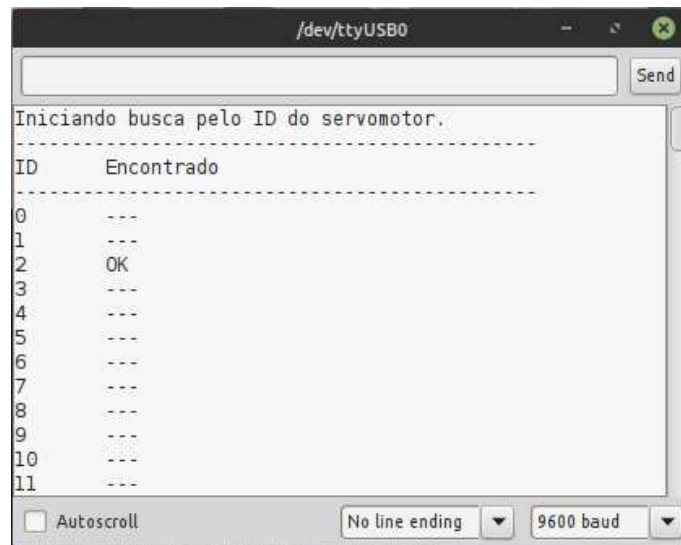 /dev/ttyUSB0
Send
Iniciando busca pelo ID do servomotor.
----------------------------------------------
ID Encontrado
----------------------------------------------
0 ---
1 ---
2 OK
3 ---
4 ---
5 ---
6 ---
7 ---
8 ---
9 ---
10 ---
11 ---
Autoscroll No line ending 9600 baud